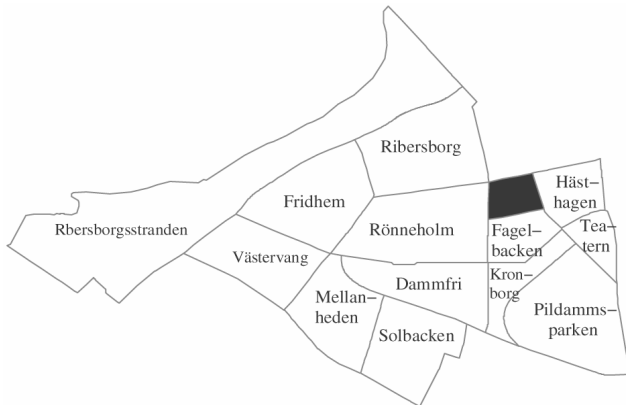 Ribersborg
Häst–
hagen
Fridhem
Rbersborgsstranden
Rönneholm
Fagel–
backen
Tea–
tern
Västervang
Dammfri
Kron–
borg
Mellan–
heden
Pildamms-
parken
Solbacken